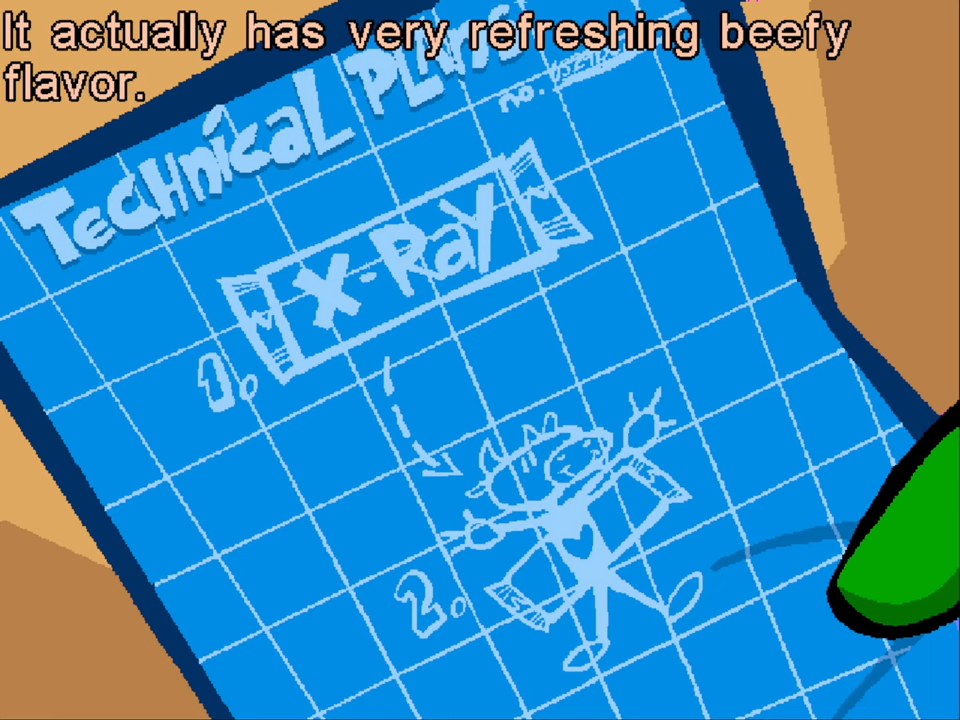 It actually has very refreshing beefy
flavor.
Technical Plans
no.
X-Ray
1.
2.